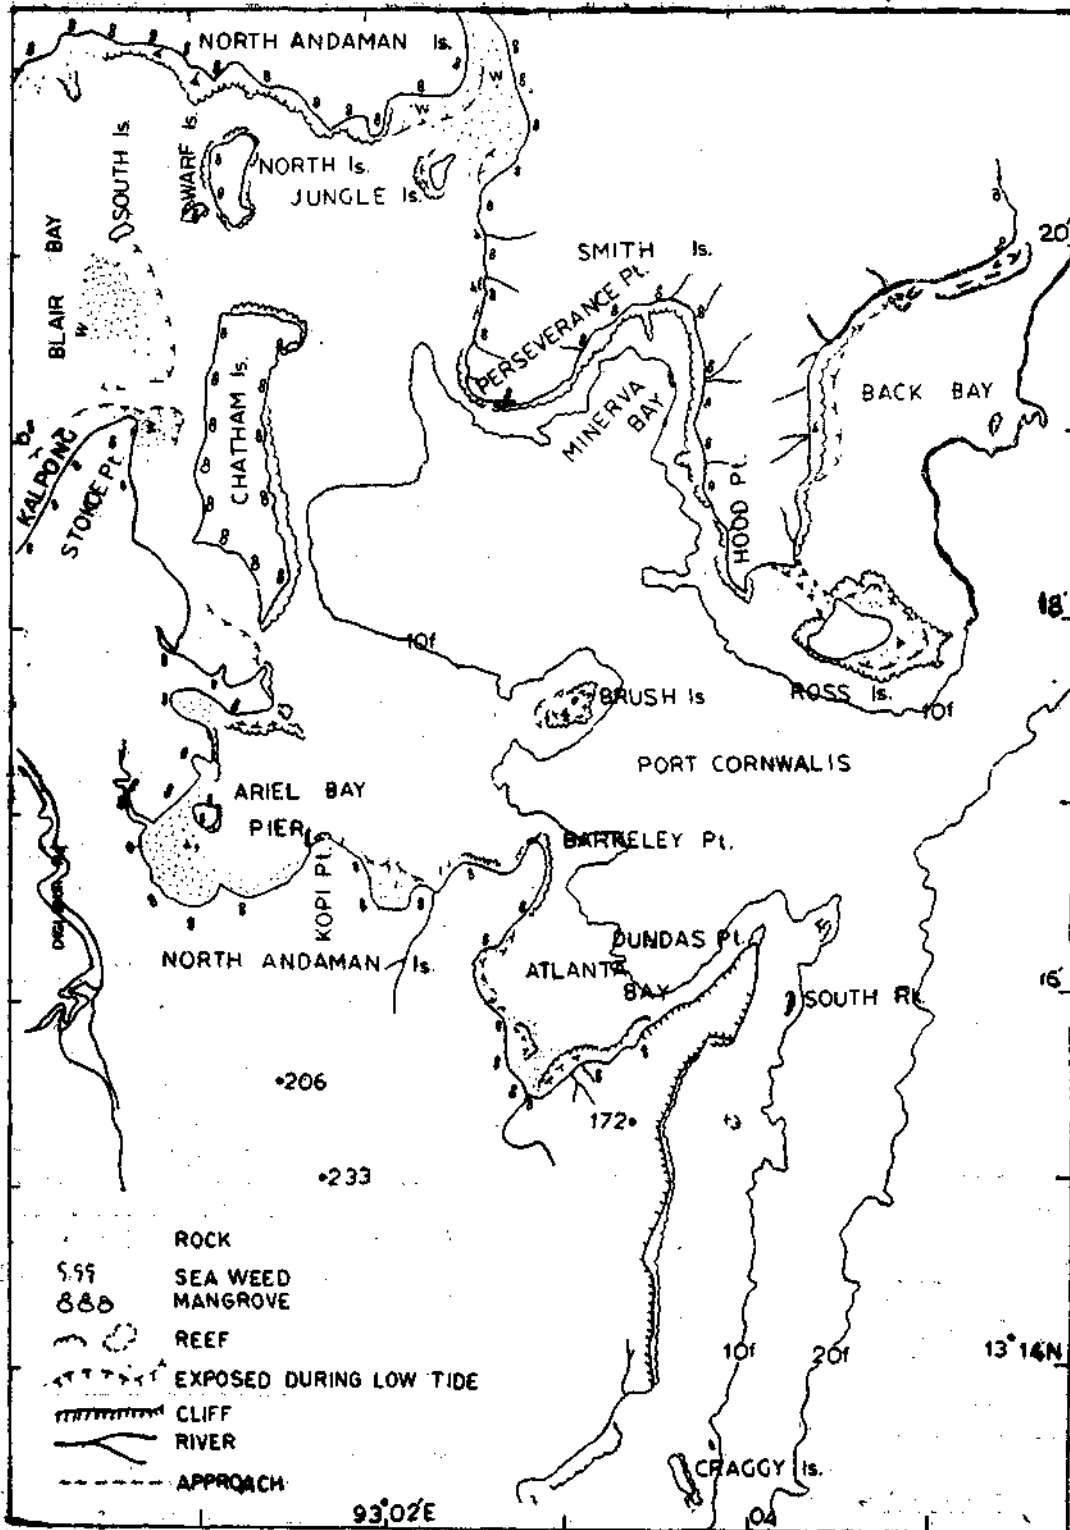 NORTH ANDAMAN Is.
SOUTH Is.
DWARF Is.
NORTH Is.
JUNGLE Is.
BLAIR BAY
W
W
W
W
SMITH Is.
PERSEVERANCE Pt.
20'
CHATHAM Is.
MINERVA
BAY
BACK BAY
KALPONG
STOKOE Pt.
HOOD Pt.
18'
10f
BRUSH Is
ROSS Is.
10f
PORT CORNWALIS
ARIEL BAY
PIER
KOPI Pt.
BARKELEY Pt.
NORTH ANDAMAN Is.
DUNDAS Pt.
ATLANTA
BAY
SOUTH RK.
16'
206
172
233
ROCK
SEA WEED
MANGROVE
REEF
EXPOSED DURING LOW TIDE
CLIFF
RIVER
APPROACH
10f
20f
13°14'N
CRAGGY Is.
93°02'E
04